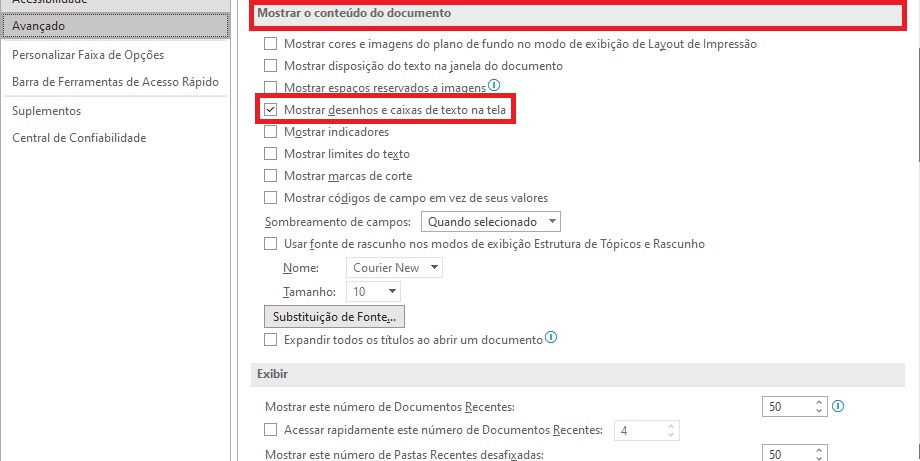 Acessibilidade
Avançado
Personalizar Faixa de Opções
Barra de Ferramentas de Acesso Rápido
Suplementos
Central de Confiabilidade
Mostrar o conteúdo do documento
Mostrar cores e imagens do plano de fundo no modo de exibição de Layout de Impressão
Mostrar disposição do texto na janela do documento
Mostrar espaços reservados a imagens
Mostrar desenhos e caixas de texto na tela
Mostrar indicadores
Mostrar limites do texto
Mostrar marcas de corte
Mostrar códigos de campo em vez de seus valores
Sombreamento de campos: Quando selecionado
Usar fonte de rascunho nos modos de exibição Estrutura de Tópicos e Rascunho
Nome: Courier New
Tamanho: 10
Substituição de Fonte...
Expandir todos os títulos ao abrir um documento
Exibir
Mostrar este número de Documentos Recentes: 50
Acessar rapidamente este número de Documentos Recentes: 4
Mostrar este número de Pastas Recentes desafixadas: 50